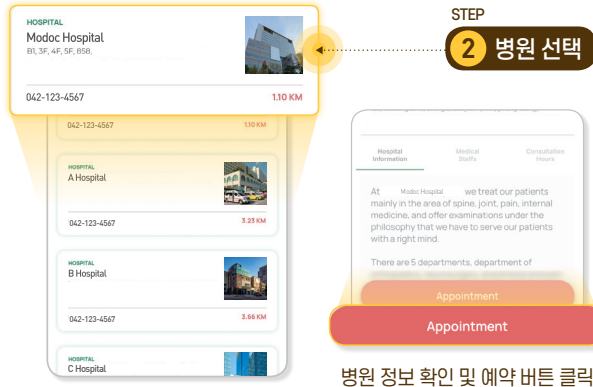 HOSPITAL
Modoc Hospital
B1, 3F, 4F, 5F, 858,
042-123-4567
1.10 KM
042-123-4567
1.10 KM
HOSPITAL
A Hospital
042-123-4567
3.23 KM
HOSPITAL
B Hospital
042-123-4567
3.66 KM
HOSPITAL
C Hospital
STEP
2 병원 선택
Hospital Information
Medical Staffs
Consultation Hours
At Modoc Hospital we treat our patients
mainly in the area of spine, joint, pain, internal
medicine, and offer examinations under the
philosophy that we have to serve our patients
with a right mind.
There are 5 departments, department of
Appointment
Appointment
병원 정보 확인 및 예약 버튼 클릭